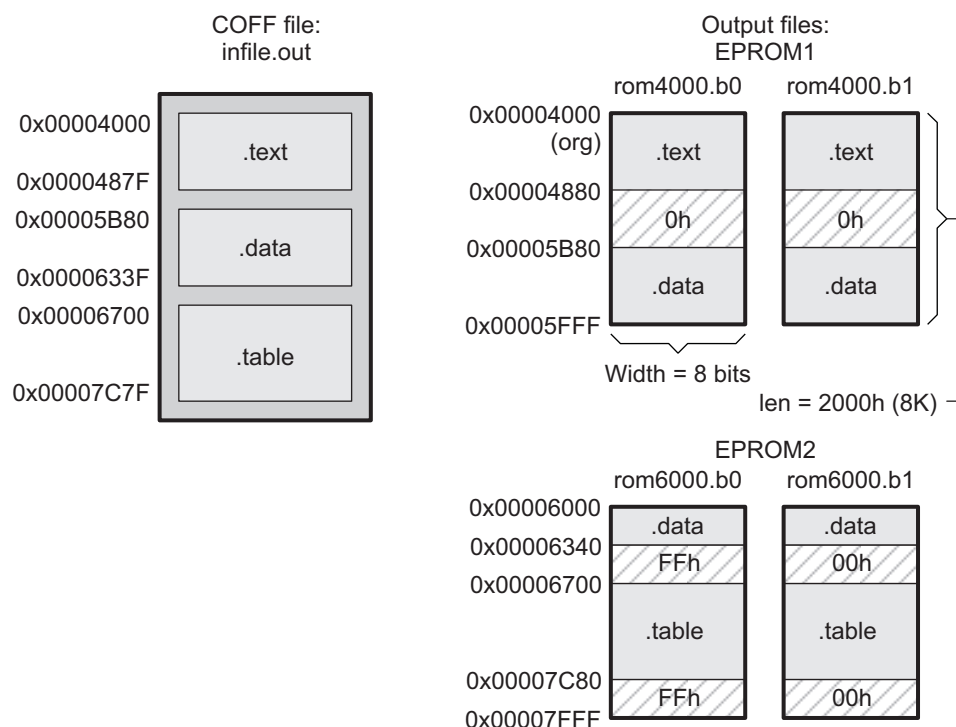 COFF file:
infile.out
0x00004000
.text
0x0000487F
0x00005B80
.data
0x0000633F
0x00006700
.table
0x00007C7F
Output files:
EPROM1
rom4000.b0 rom4000.b1
0x00004000
(org)
.text .text
0x00004880
0h 0h
0x00005B80
.data .data
0x00005FFF
Width = 8 bits
len = 2000h (8K)
EPROM2
rom6000.b0 rom6000.b1
0x00006000
.data .data
0x00006340
FFh 00h
0x00006700
.table .table
0x00007C80
FFh 00h
0x00007FFF